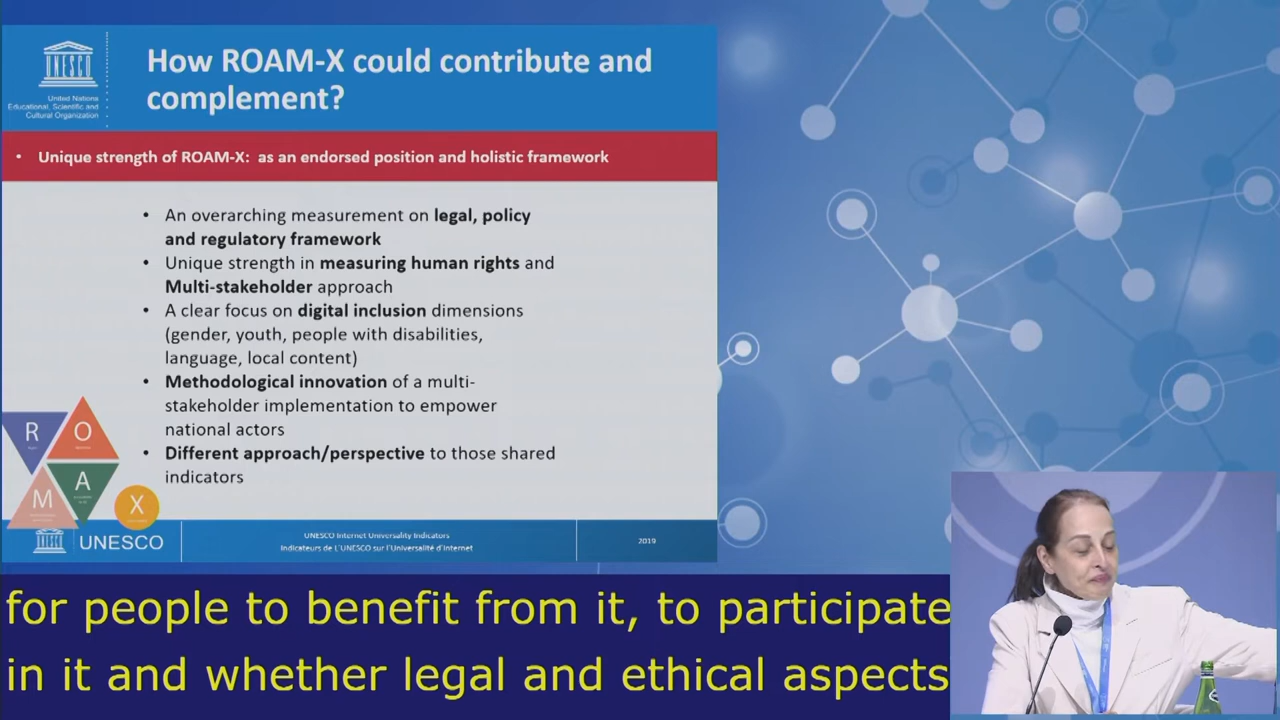 UNESCO
United Nations
Educational, Scientific and
Cultural Organization
How ROAM-X could contribute and
complement?
• Unique strength of ROAM-X: as an endorsed position and holistic framework
• An overarching measurement on legal, policy
and regulatory framework
• Unique strength in measuring human rights and
Multi-stakeholder approach
• A clear focus on digital inclusion dimensions
(gender, youth, people with disabilities,
language, local content)
• Methodological innovation of a multi-
stakeholder implementation to empower
national actors
• Different approach/perspective to those shared
indicators
R
O
A
M
X
UNESCO
UNESCO Internet Universality Indicators
Indicateurs de L'UNESCO sur l'Universalité d'Internet
2019
for people to benefit from it, to participate
in it and whether legal and ethical aspects